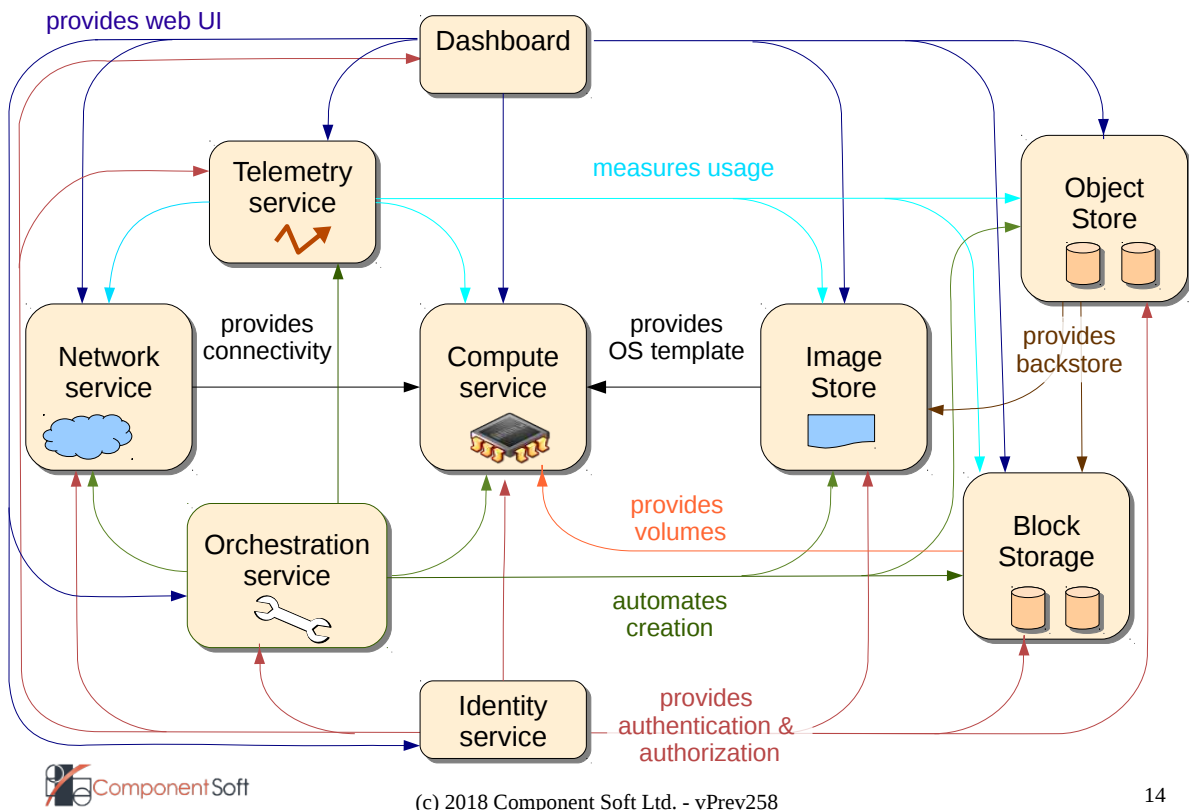 provides web UI
Dashboard
Telemetry
service
measures usage
Object
Store
provides
connectivity
provides
OS template
provides
backstore
Network
service
Compute
service
Image
Store
provides
volumes
Block
Storage
Orchestration
service
automates
creation
Identity
service
provides
authentication &
authorization
ComponentSoft
(c) 2018 Component Soft Ltd. - vPrev258
14